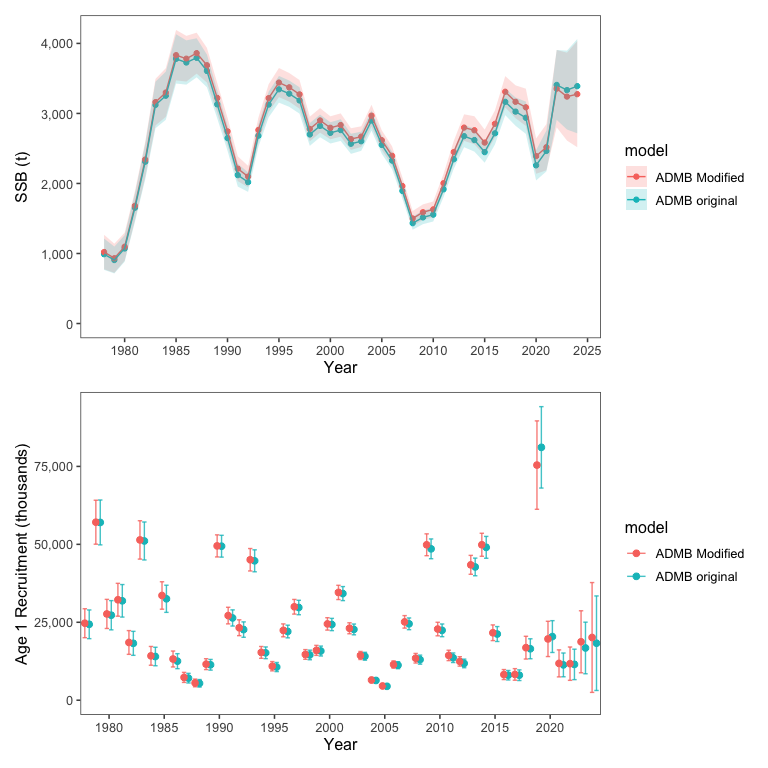 4,000
3,000
2,000
1,000
0
SSB (t)
1980 1985 1990 1995 2000 2005 2010 2015 2020 2025
Year
model
ADMB Modified
ADMB original
75,000
50,000
25,000
0
Age 1 Recruitment (thousands)
1980 1985 1990 1995 2000 2005 2010 2015 2020
Year
model
ADMB Modified
ADMB original